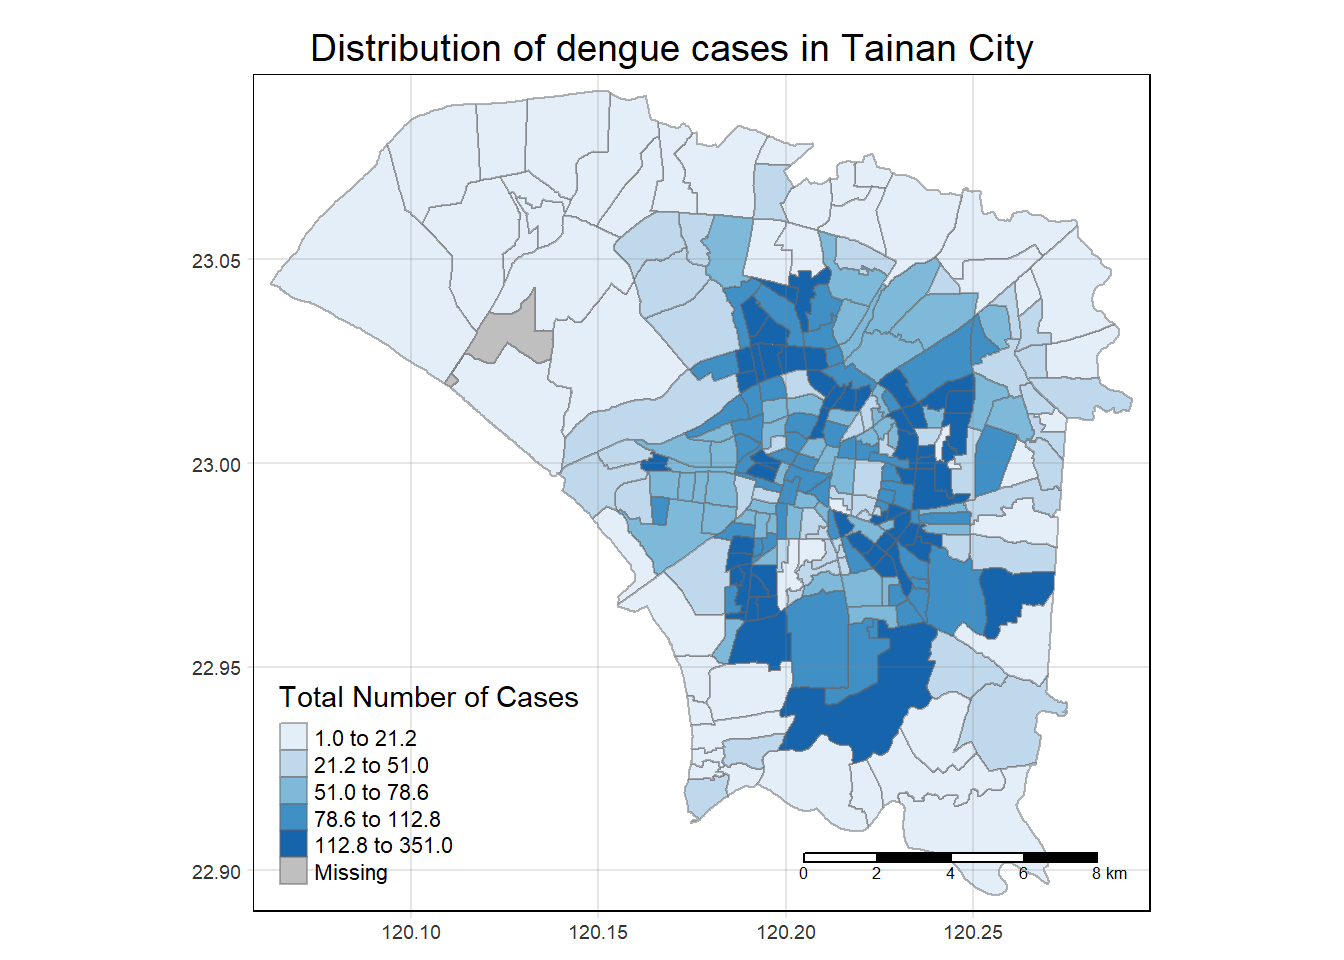 Distribution of dengue cases in Tainan City
23.05
23.00
22.95
22.90
Total Number of Cases
1.0 to 21.2
21.2 to 51.0
51.0 to 78.6
78.6 to 112.8
112.8 to 351.0
Missing
0 2 4 6 8 km
120.10 120.15 120.20 120.25